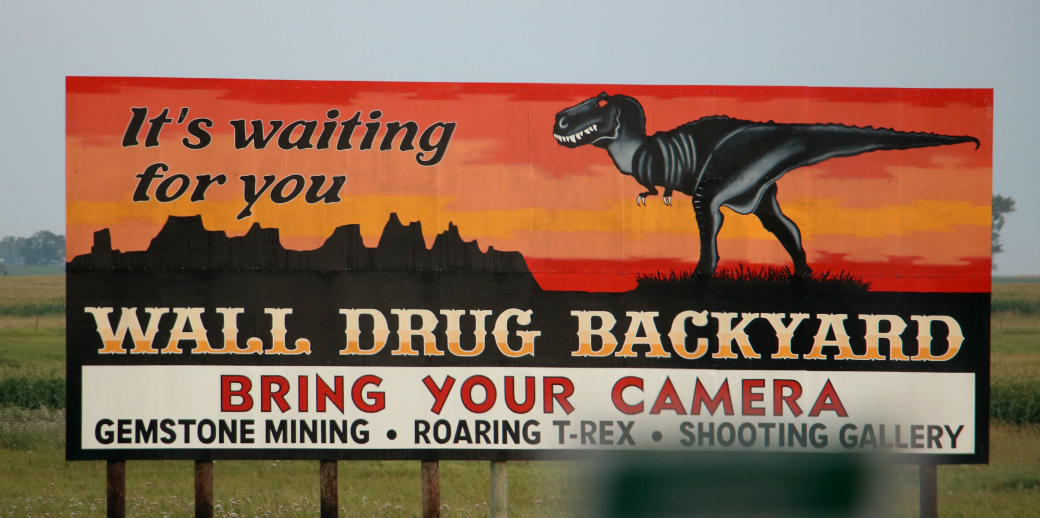 It's waiting
for you
WALL DRUG BACKYARD
BRING YOUR CAMERA
GEMSTONE MINING • ROARING T-REX • SHOOTING GALLERY